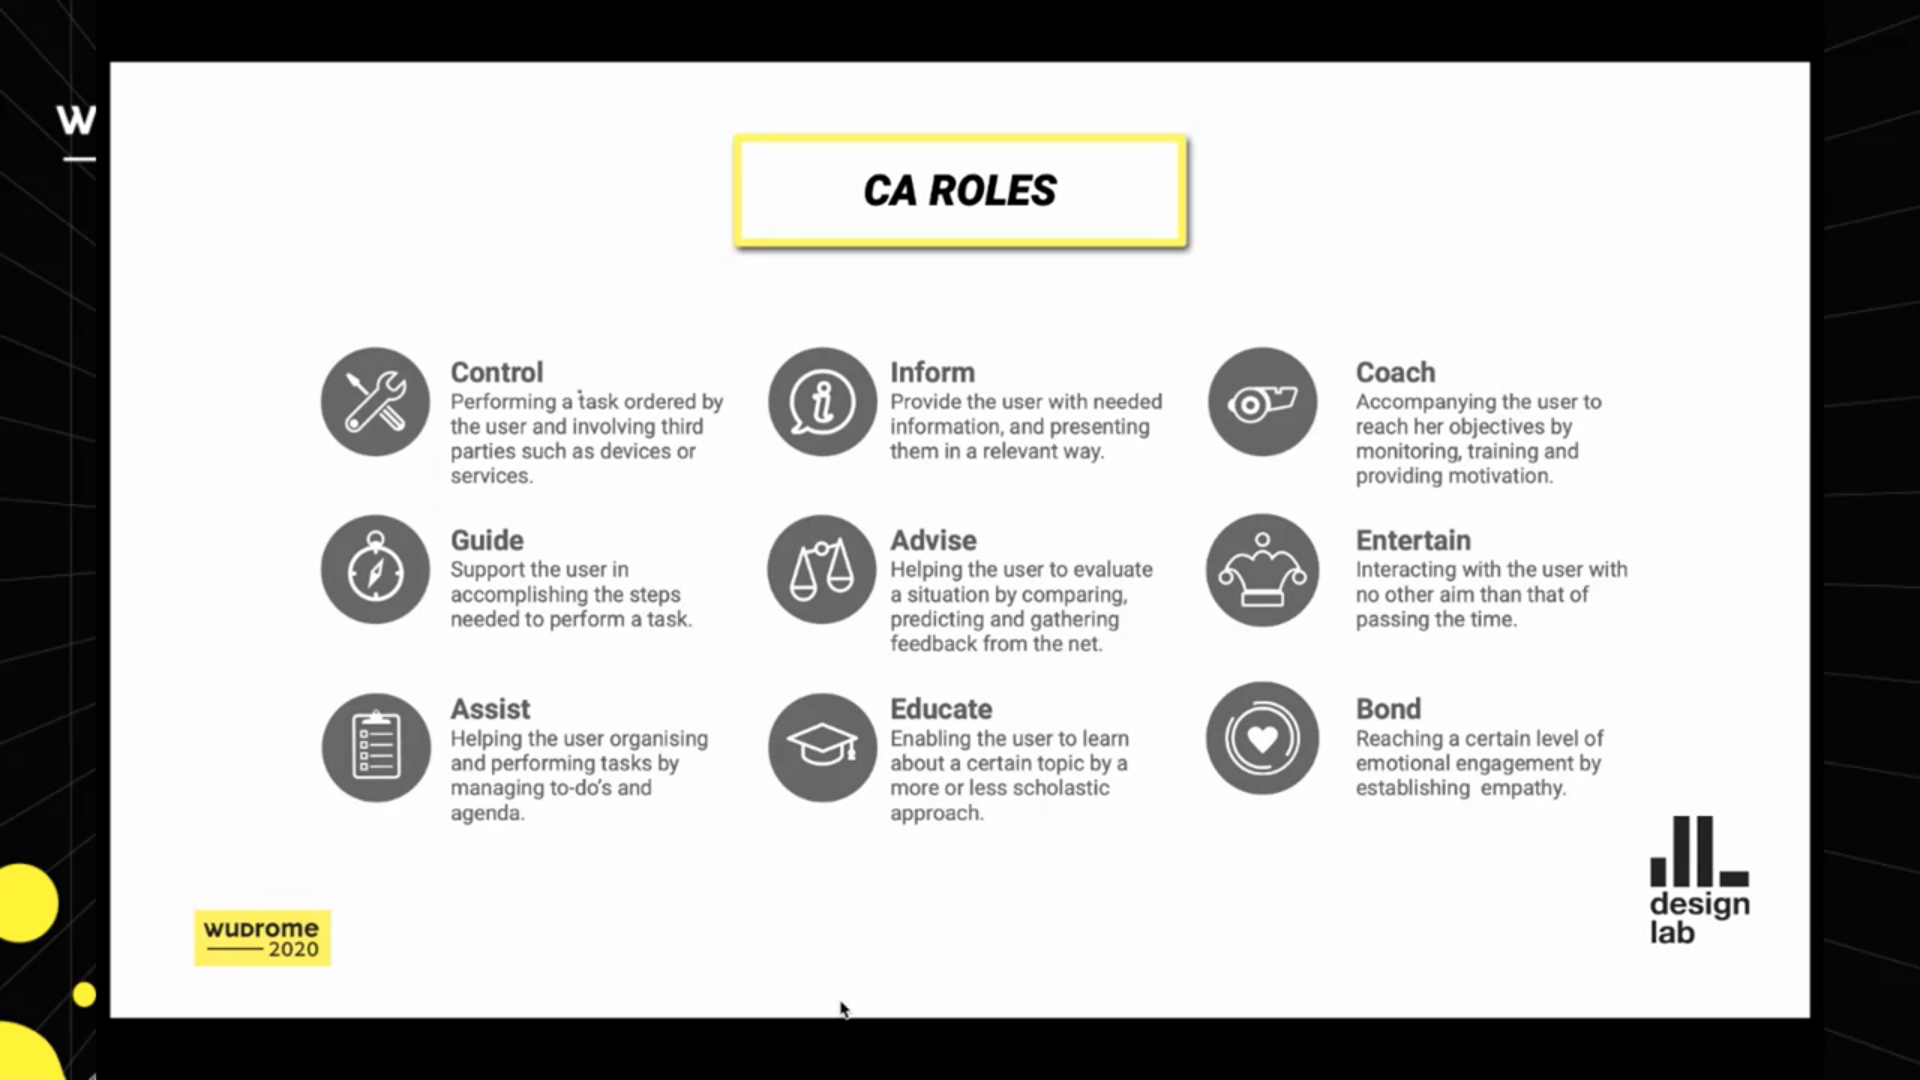 W
CA ROLES
Control
Performing a task ordered by
the user and involving third
parties such as devices or
services.
Inform
Provide the user with needed
information, and presenting
them in a relevant way.
Coach
Accompanying the user to
reach her objectives by
monitoring, training and
providing motivation.
Guide
Support the user in
accomplishing the steps
needed to perform a task.
Advise
Helping the user to evaluate
a situation by comparing,
predicting and gathering
feedback from the net.
Entertain
Interacting with the user with
no other aim than that of
passing the time.
Assist
Helping the user organising
and performing tasks by
managing to-do's and
agenda.
Educate
Enabling the user to learn
about a certain topic by a
more or less scholastic
approach.
Bond
Reaching a certain level of
emotional engagement by
establishing empathy.
wuDrome
2020
design
lab